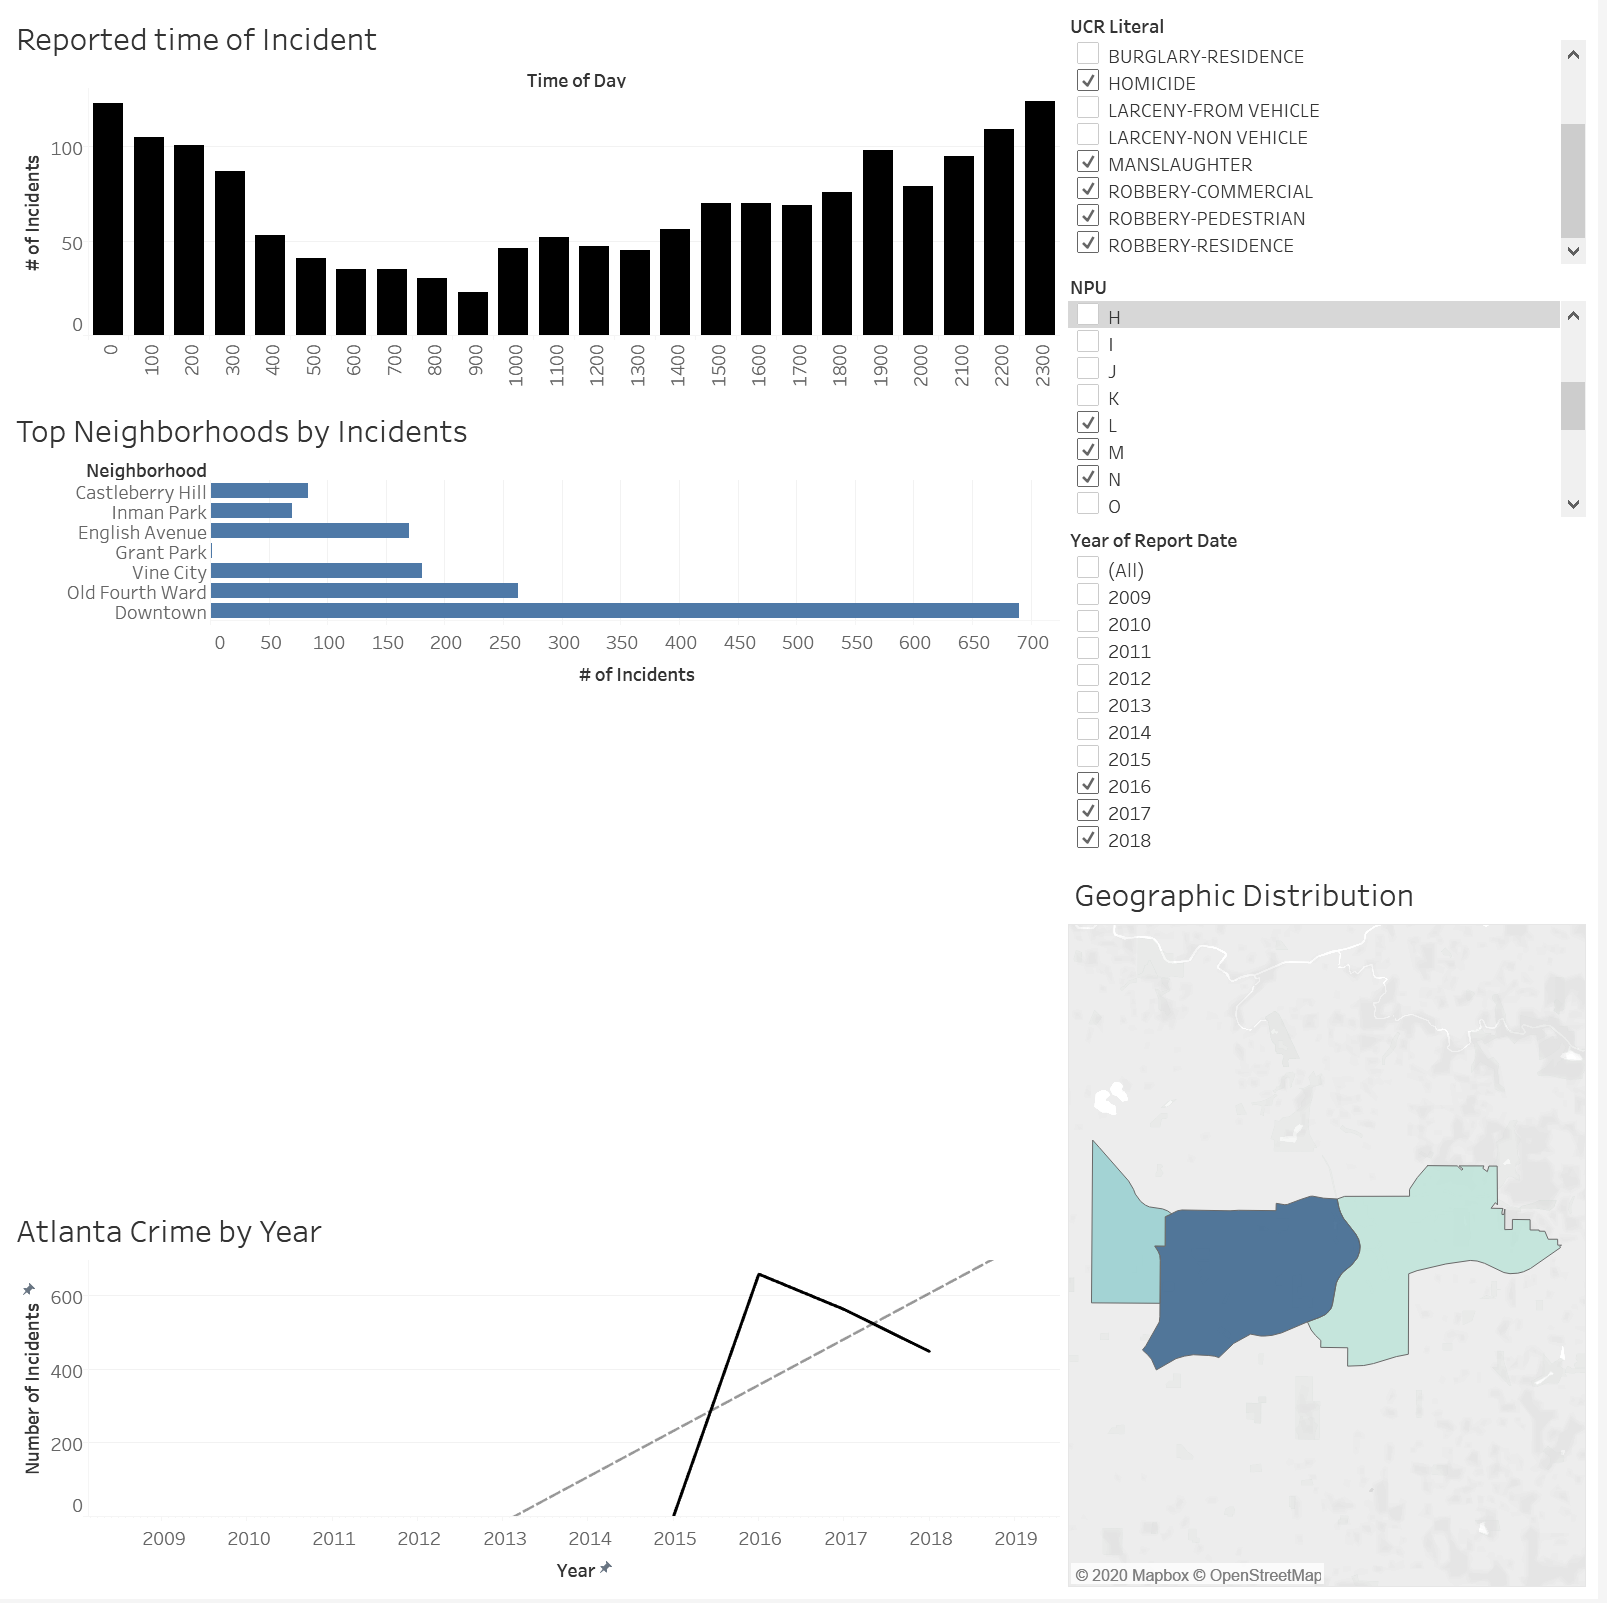 Reported time of Incident
Time of Day
# of Incidents
100
50
0
0 100 200 300 400 500 600 700 800 900 1000 1100 1200 1300 1400 1500 1600 1700 1800 1900 2000 2100 2200 2300
Top Neighborhoods by Incidents
Neighborhood
Castleberry Hill
Inman Park
English Avenue
Grant Park
Vine City
Old Fourth Ward
Downtown
0 50 100 150 200 250 300 350 400 450 500 550 600 650 700
# of Incidents
Atlanta Crime by Year
Number of Incidents
600
400
200
0
2009 2010 2011 2012 2013 2014 2015 2016 2017 2018 2019
Year
UCR Literal
BURGLARY-RESIDENCE
HOMICIDE
LARCENY-FROM VEHICLE
LARCENY-NON VEHICLE
MANSLAUGHTER
ROBBERY-COMMERCIAL
ROBBERY-PEDESTRIAN
ROBBERY-RESIDENCE
NPU
H
I
J
K
L
M
N
O
Year of Report Date
(All)
2009
2010
2011
2012
2013
2014
2015
2016
2017
2018
Geographic Distribution
© 2020 Mapbox © OpenStreetMap